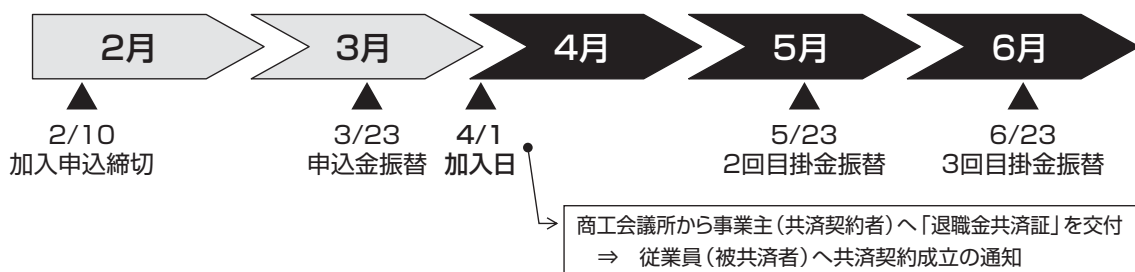 2月 3月 4月 5月 6月
2/10 3/23 4/1 5/23 6/23
加入申込締切 申込金振替 加入日 2回目掛金振替 3回目掛金振替
商工会議所から事業主(共済契約者)へ「退職金共済証」を交付
⇒ 従業員(被共済者)へ共済契約成立の通知